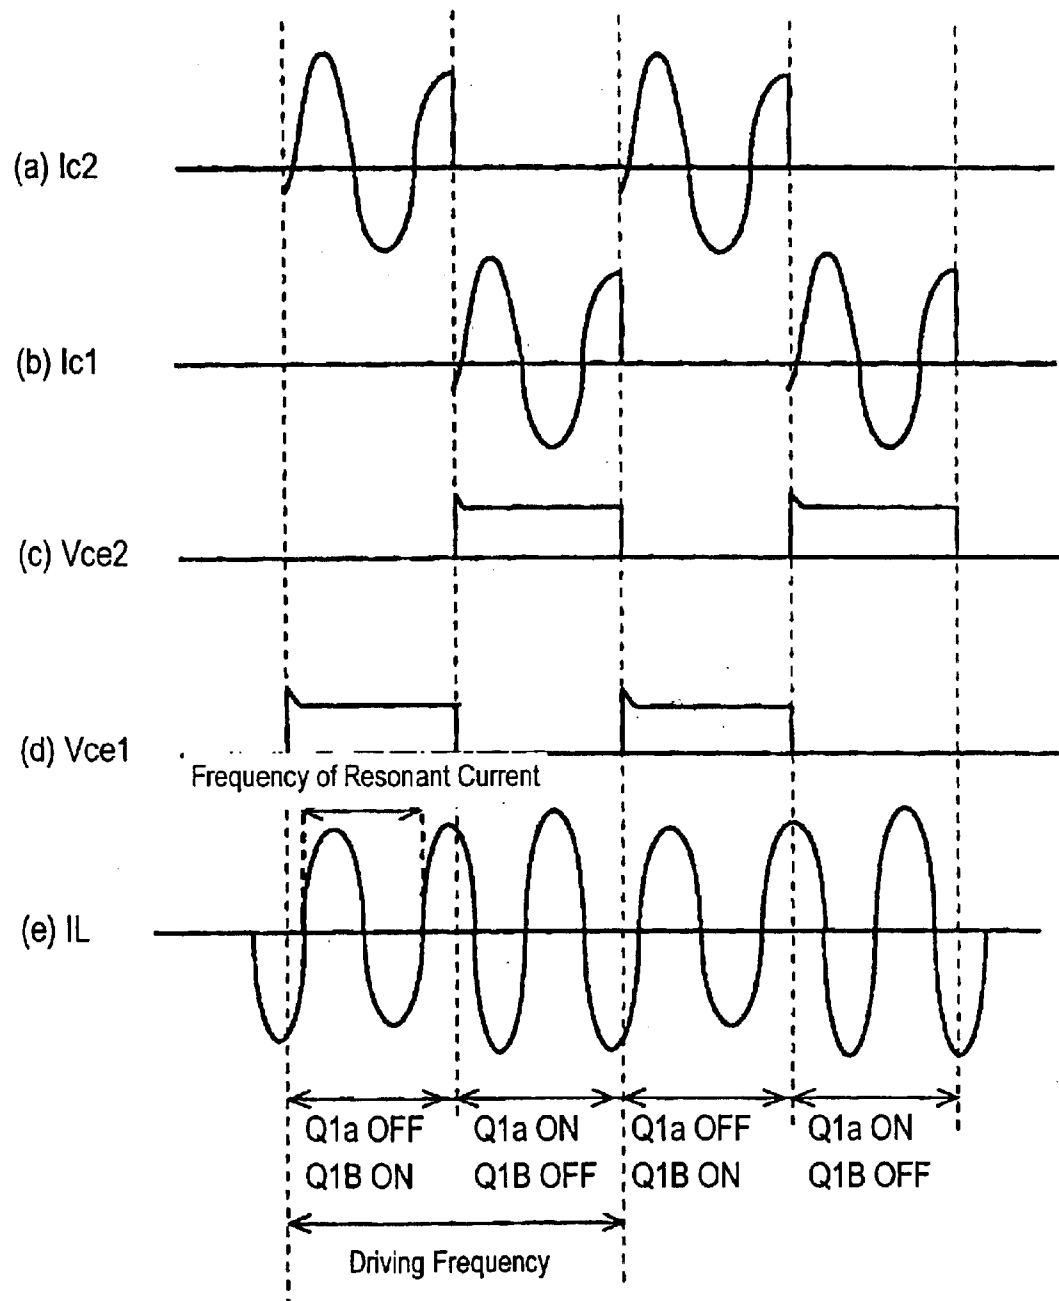 (a) Ic2
(b) Ic1
(c) Vce2
(d) Vce1
Frequency of Resonant Current
(e) IL
Q1a OFF Q1a ON Q1a OFF Q1a ON
Q1B ON Q1B OFF Q1B ON Q1B OFF
Driving Frequency